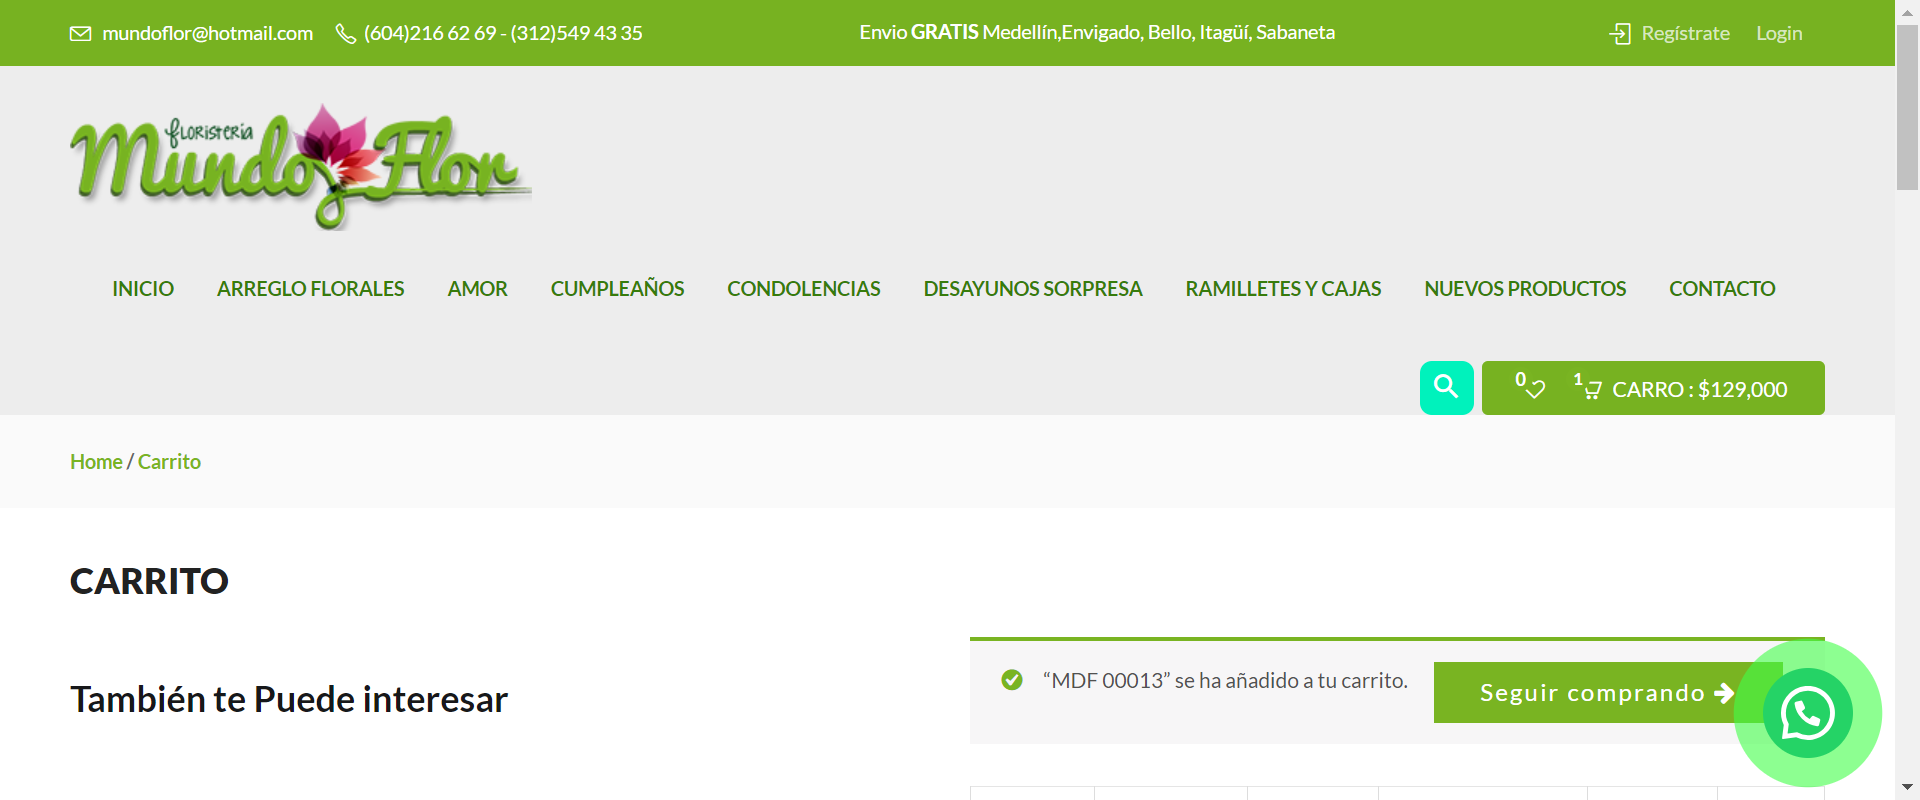 mundoflor@hotmail.com (604)216 62 69 - (312)549 43 35 Envio GRATIS Medellín,Envigado, Bello, Itagüí, Sabaneta Regístrate Login
Floristería
Mundo Flor
INICIO ARREGLO FLORALES AMOR CUMPLEAÑOS CONDOLENCIAS DESAYUNOS SORPRESA RAMILLETES Y CAJAS NUEVOS PRODUCTOS CONTACTO
0 1 CARRO : $129,000
Home / Carrito
CARRITO
También te Puede interesar
“MDF 00013” se ha añadido a tu carrito. Seguir comprando